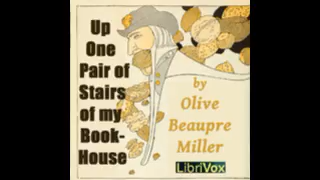 Up
One
Pair of
Stairs
of my
Book-
House
by
Olive
Beaupre
Miller
LibriVox